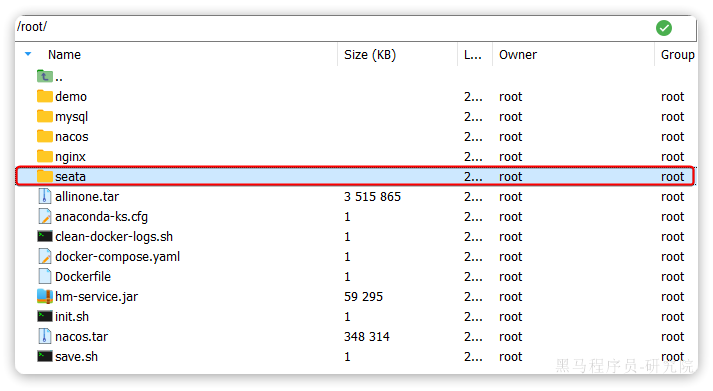 /root/
Name Size (KB) L... Owner Group
..
demo 2... root root
mysql 2... root root
nacos 2... root root
nginx 2... root root
seata 2... root root
allinone.tar 3 515 865 2... root root
anaconda-ks.cfg 1 2... root root
clean-docker-logs.sh 1 2... root root
docker-compose.yaml 1 2... root root
Dockerfile 1 2... root root
hm-service.jar 59 295 2... root root
init.sh 1 2... root root
nacos.tar 348 314 2... root root
save.sh 1 2... root root
黑马程序员-研究院